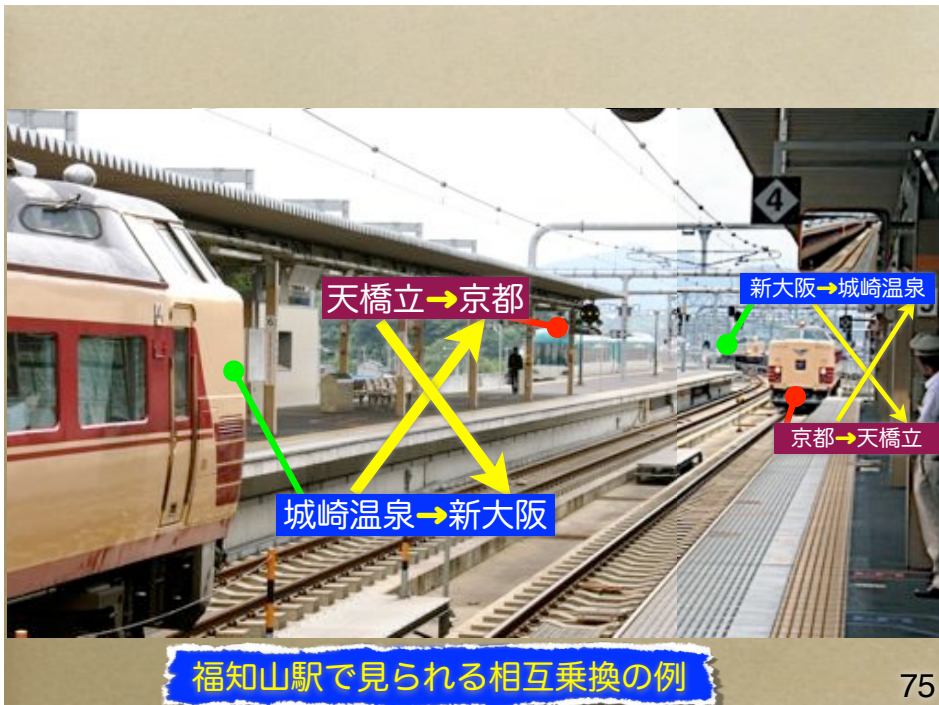 4
天橋立→京都
新大阪→城崎温泉
京都→天橋立
城崎温泉→新大阪
福知山駅で見られる相互乗換の例
75